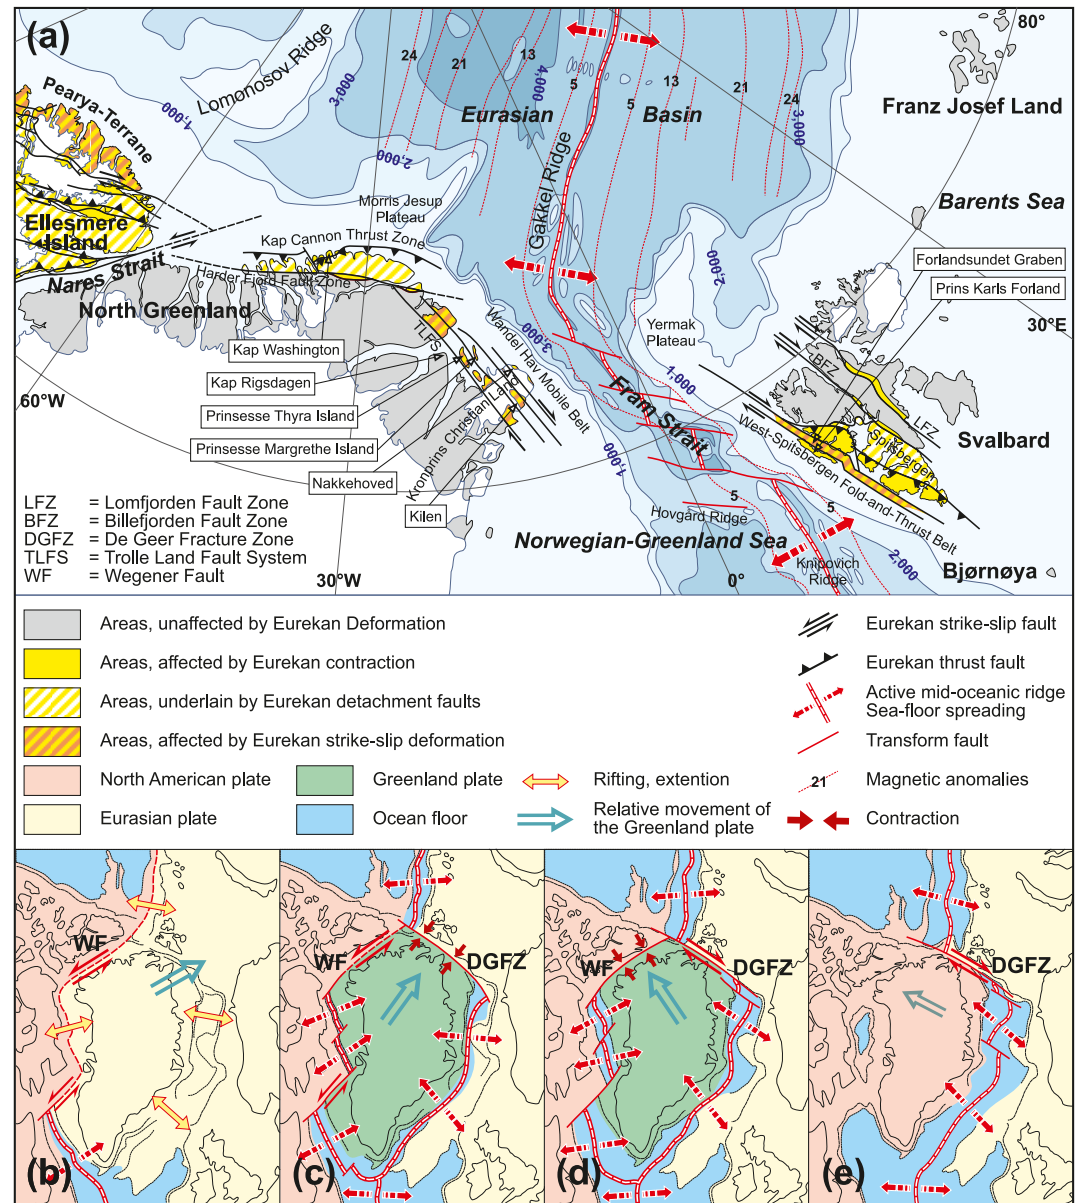 (a)
80°
Lomonosov Ridge
3,000
24
21
13
4,000
5
5
13
21
24
3,000
1,000
2,000
Pearya-Terrane
Eurasian
Basin
Franz Josef Land
Gakkel Ridge
Morris Jesup
Plateau
Barents Sea
Ellesmere
Island
Kap Cannon Thrust Zone
Nares Strait
Harder Fjord Fault Zone
North Greenland
2,000
Forlandsundet Graben
Prins Karls Forland
30°E
Yermak
Plateau
Wandel Hav Mobile Belt
3,000
TLFS
Kap Washington
Kap Rigsdagen
Prinsesse Thyra Island
Prinsesse Margrethe Island
Nakkehoved
Kilen
Kronprins Christian Land
60°W
1,000
Fram Strait
1,000
BFZ
LFZ
Spitsbergen
Svalbard
West-Spitsbergen Fold-and-Thrust Belt
5
5
Hovgård Ridge
Norwegian-Greenland Sea
Knipovich
Ridge
2,000
Bjørnøya
30°W
0°
LFZ = Lomfjorden Fault Zone
BFZ = Billefjorden Fault Zone
DGFZ = De Geer Fracture Zone
TLFS = Trolle Land Fault System
WF = Wegener Fault
Areas, unaffected by Eurekan Deformation
Areas, affected by Eurekan contraction
Areas, underlain by Eurekan detachment faults
Areas, affected by Eurekan strike-slip deformation
North American plate
Eurasian plate
Greenland plate
Ocean floor
Rifting, extention
Relative movement of
the Greenland plate
Eurekan strike-slip fault
Eurekan thrust fault
Active mid-oceanic ridge
Sea-floor spreading
Transform fault
21
Magnetic anomalies
Contraction
WF
(b)
WF
DGFZ
(c)
WF
DGFZ
(d)
DGFZ
(e)